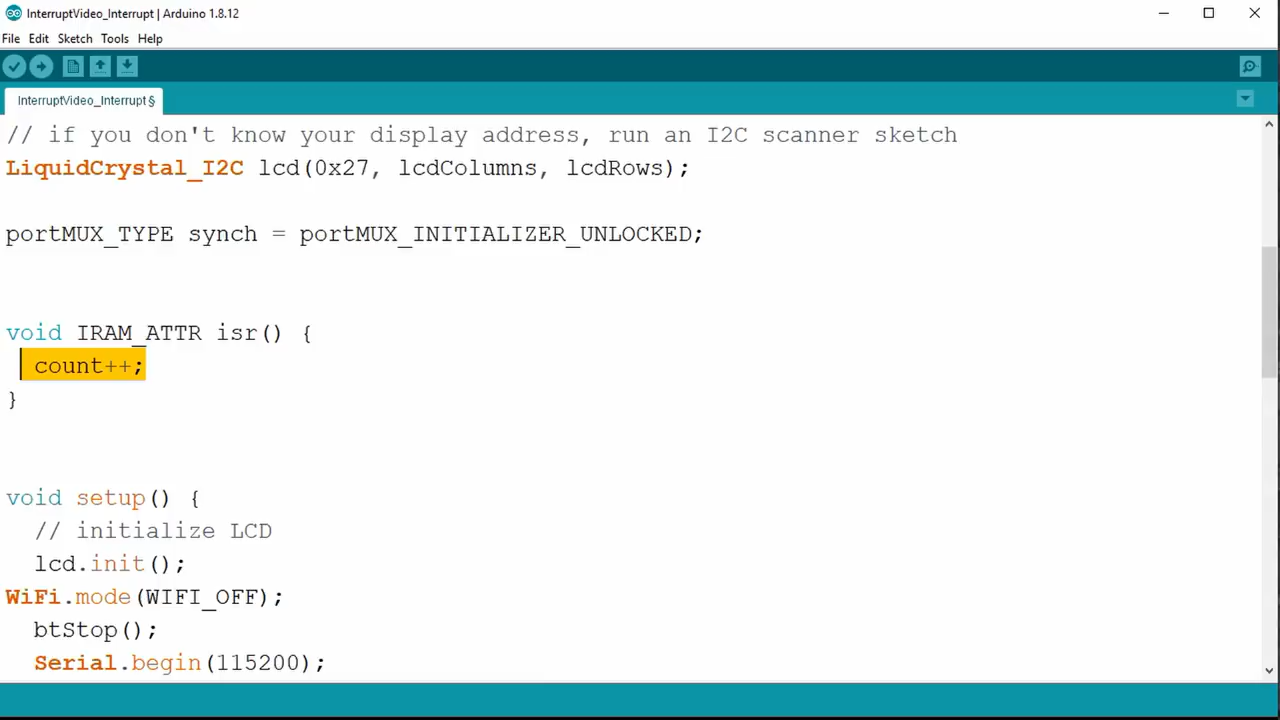 InterruptVideo_Interrupt | Arduino 1.8.12
File Edit Sketch Tools Help
InterruptVideo_Interrupt §
// if you don't know your display address, run an I2C scanner sketch
LiquidCrystal_I2C lcd(0x27, lcdColumns, lcdRows);
portMUX_TYPE synch = portMUX_INITIALIZER_UNLOCKED;
void IRAM_ATTR isr() {
count++;
}
void setup() {
// initialize LCD
lcd.init();
WiFi.mode(WIFI_OFF);
btStop();
Serial.begin(115200);